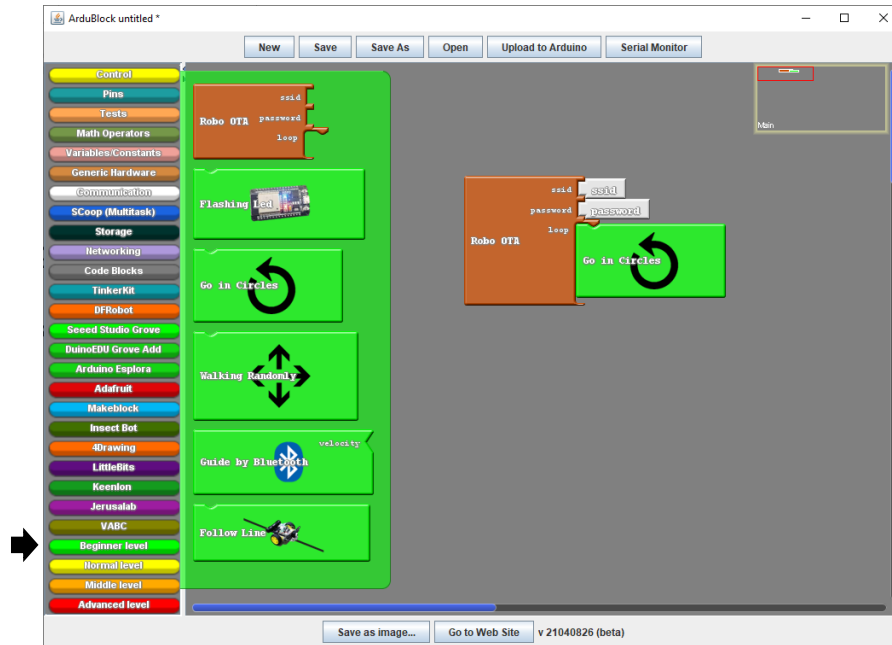 ArduBlock untitled *
New Save Save As Open Upload to Arduino Serial Monitor
Control
Pins
Tests
Math Operators
Variables/Constants
Generic Hardware
Communication
SCoop (Multitask)
Storage
Networking
Code Blocks
TinkerKit
DFRobot
Seeed Studio Grove
DuinoEDU Grove Add
Arduino Esplora
Adafruit
Makeblock
Insect Bot
4Drawing
LittleBits
Keenlon
Jerusalab
VABC
Beginner level
Normal level
Middle level
Advanced level
ssid
Robo OTA password
loop
Flashing Led
Go in Circles
Walking Randomly
velocity
Guide by Bluetooth
Follow Line
ssid ssid
password password
loop
Robo OTA
Go in Circles
Main
Save as image... Go to Web Site v 21040826 (beta)